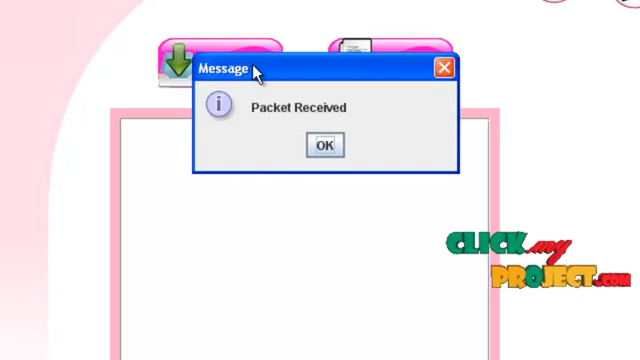 Message
Packet Received
OK
CLICK my
PROJECT.com